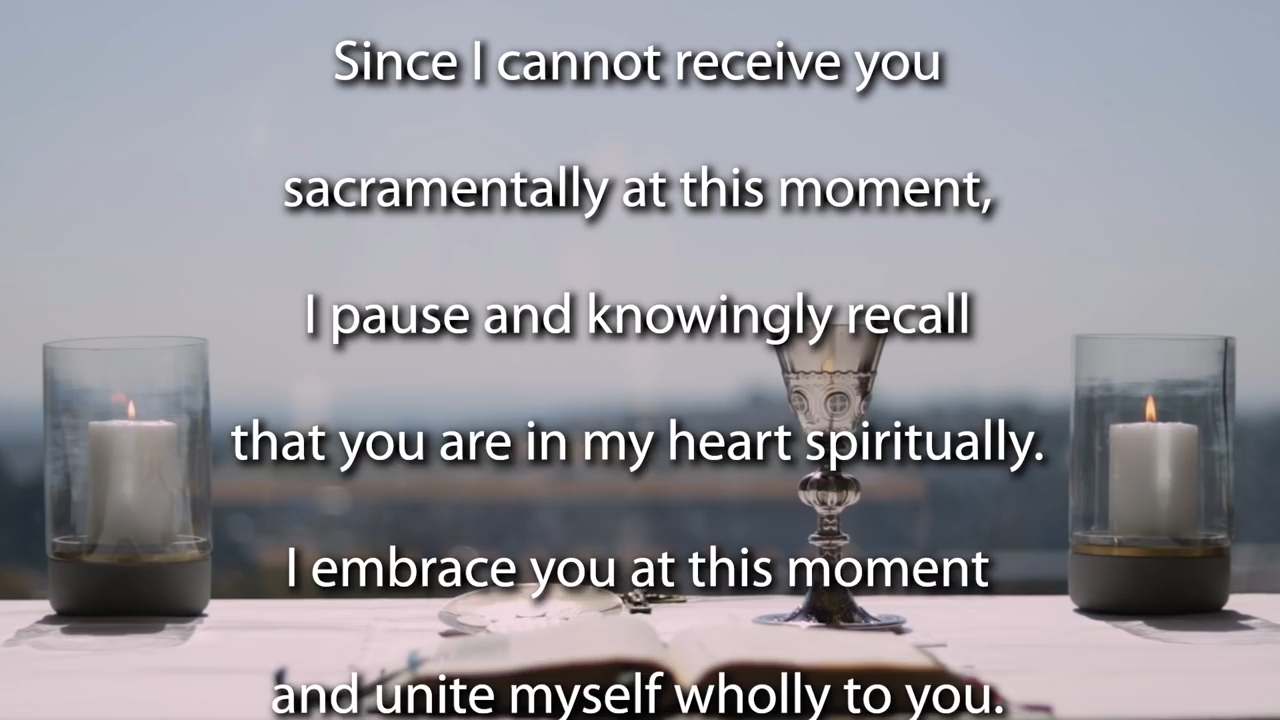 Since I cannot receive you
sacramentally at this moment,
I pause and knowingly recall
that you are in my heart spiritually.
I embrace you at this moment
and unite myself wholly to you.